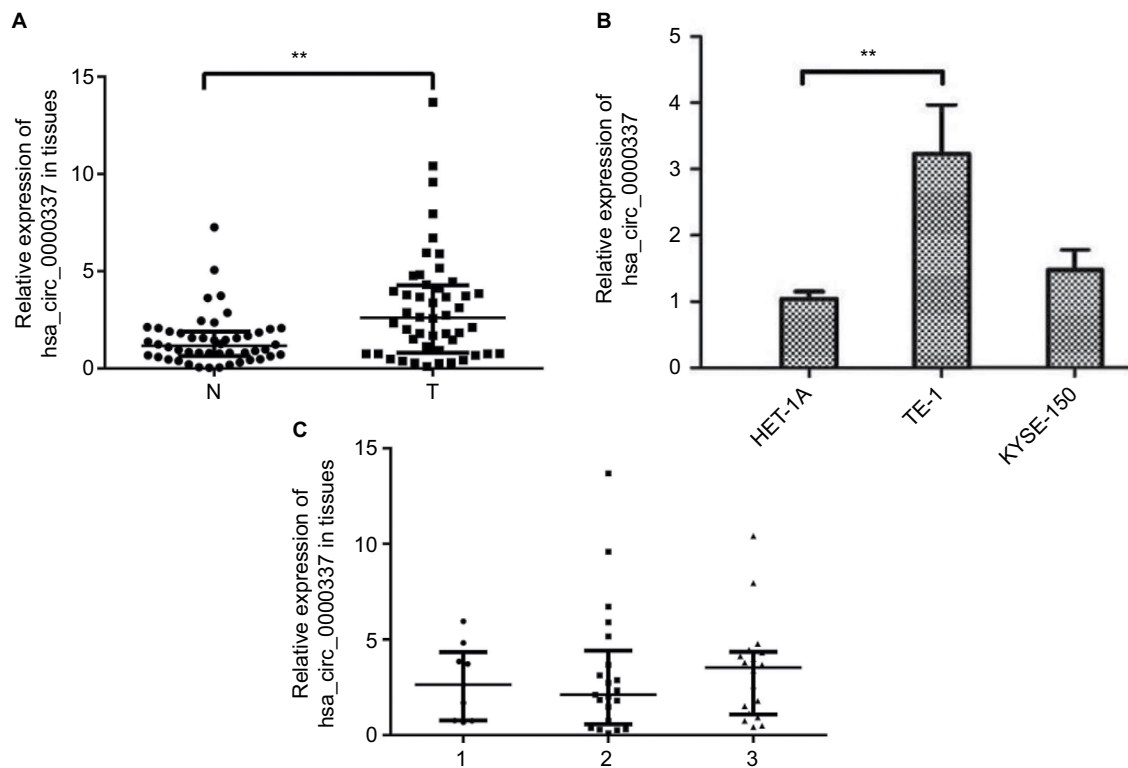 A
Relative expression of
hsa_circ_0000337 in tissues
15
10
5
0
**
N
T
B
Relative expression of
hsa_circ_0000337
5
4
3
2
1
0
**
HET-1A
TE-1
KYSE-150
C
Relative expression of
hsa_circ_0000337 in tissues
15
10
5
0
1
2
3